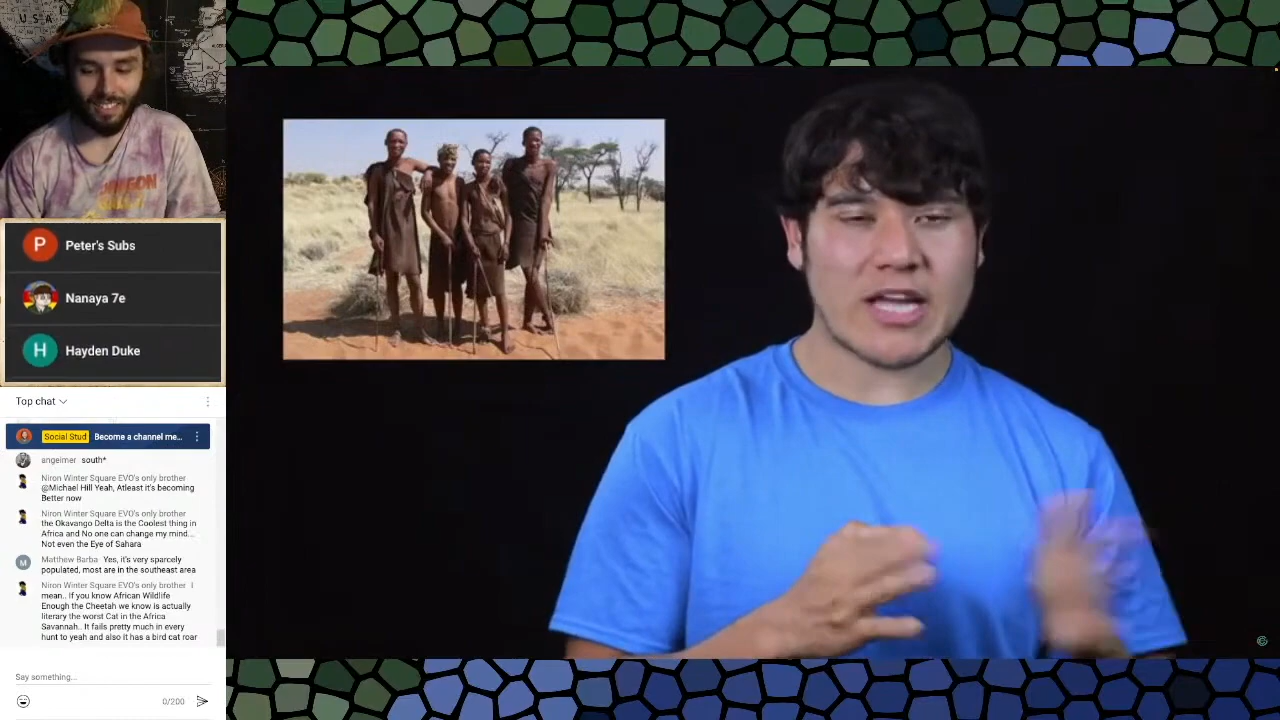 USA
Peter's Subs
Nanaya 7e
H
Hayden Duke
P
Top chat
Social Stud Become a channel me...
angelmer south*
Niron Winter Square EVO's only brother
@Michael Hill Yeah, Atleast it's becoming
Better now
Niron Winter Square EVO's only brother
the Okavango Delta is the Coolest thing in
Africa and No one can change my mind...
Not even the Eye of Sahara
M
Matthew Barba Yes, it's very sparcely
populated, most are in the southeast area
Niron Winter Square EVO's only brother I
mean.. If you know African Wildlife
Enough the Cheetah we know is actually
literary the worst Cat in the Africa
Savannah.. It fails pretty much in every
hunt to yeah and also it has a bird cat roar
Say something...
0/200